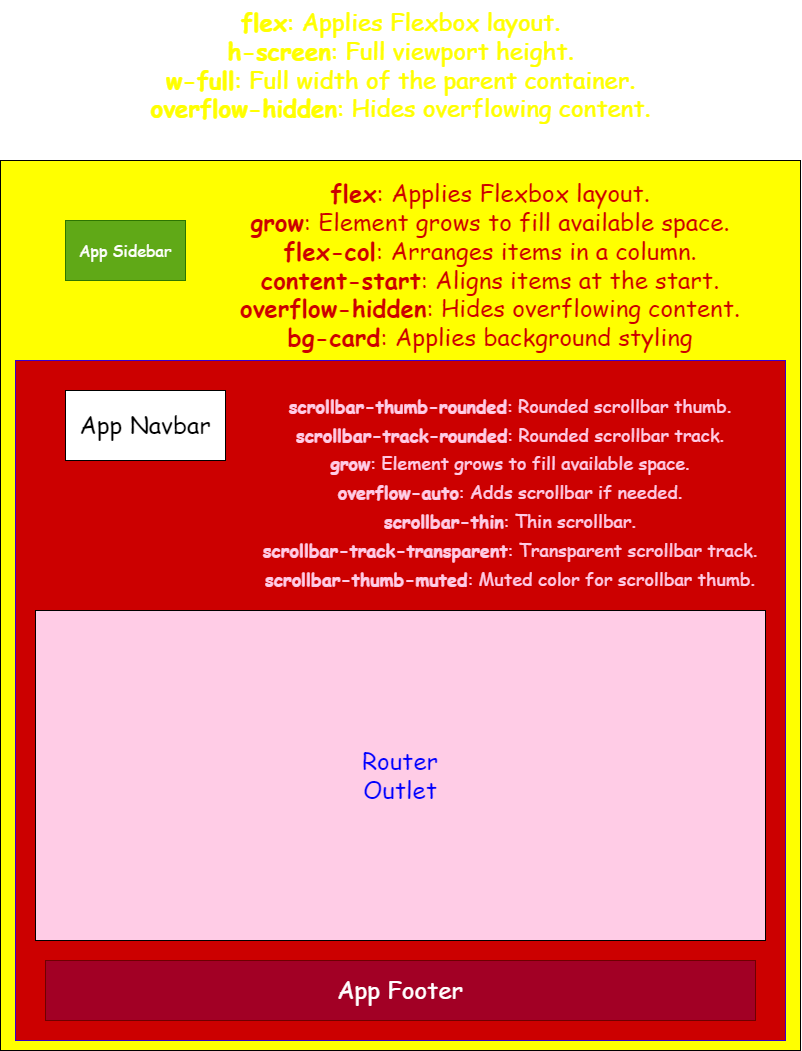 flex: Applies Flexbox layout.
h-screen: Full viewport height.
w-full: Full width of the parent container.
overflow-hidden: Hides overflowing content.
flex: Applies Flexbox layout.
grow: Element grows to fill available space.
flex-col: Arranges items in a column.
content-start: Aligns items at the start.
overflow-hidden: Hides overflowing content.
bg-card: Applies background styling
App Sidebar
App Navbar
scrollbar-thumb-rounded: Rounded scrollbar thumb.
scrollbar-track-rounded: Rounded scrollbar track.
grow: Element grows to fill available space.
overflow-auto: Adds scrollbar if needed.
scrollbar-thin: Thin scrollbar.
scrollbar-track-transparent: Transparent scrollbar track.
scrollbar-thumb-muted: Muted color for scrollbar thumb.
Router
Outlet
App Footer